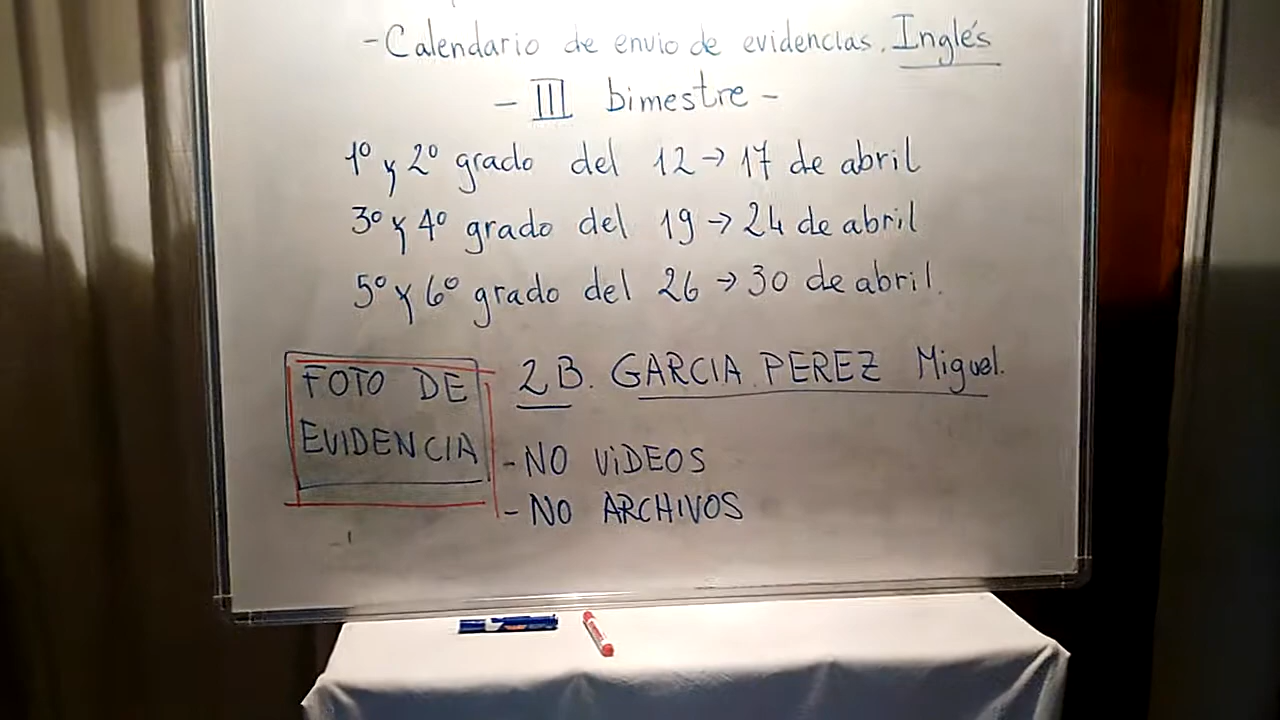 -Calendario de envio de evidencias. Inglés
- III bimestre -
1º y 2º grado del 12 → 17 de abril
3º y 4º grado del 19 → 24 de abril
5º y 6º grado del 26 → 30 de abril.
FOTO DE EVIDENCIA
2B. GARCIA PEREZ Miguel.
- NO ViDEOS
- NO ARCHIVOS